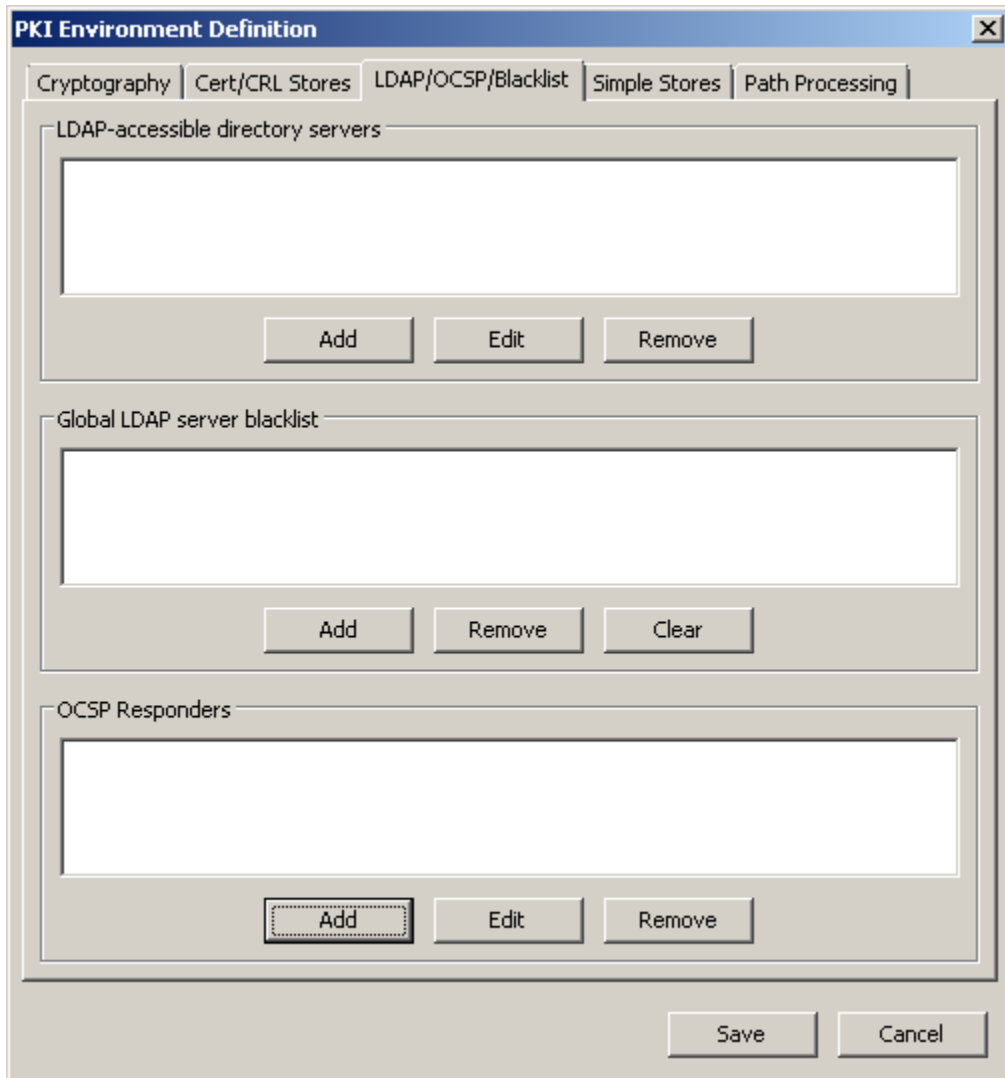 PKI Environment Definition
Cryptography Cert/CRL Stores LDAP/OCSP/Blacklist Simple Stores Path Processing
LDAP-accessible directory servers
Add Edit Remove
Global LDAP server blacklist
Add Remove Clear
OCSP Responders
Add Edit Remove
Save Cancel